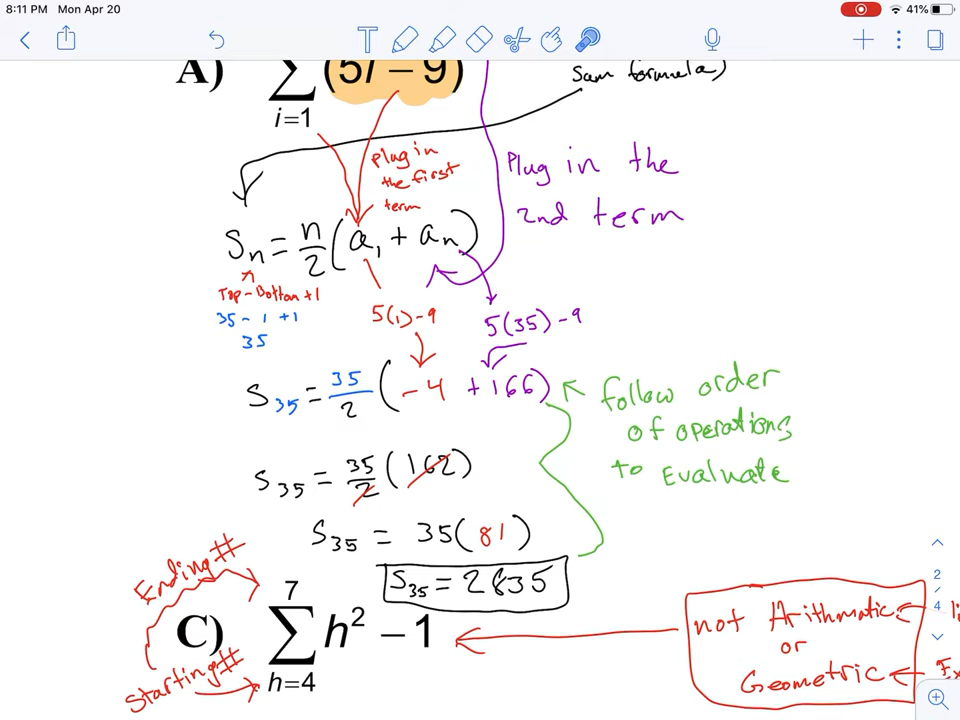 8:11 PM Mon Apr 20
41%
A) ∑ (5i − 9)
i=1
Sum formula)
plug in
the first
term
Plug in the
2nd term
Sn = n/2 (a1 + an)
Top - Bottom +1
35 - 1 +1
35
5(1)-9
5(35)-9
S35 = 35/2 (-4 +166)
follow order
of operations
to Evaluate
S35 = 35/2 (162)
S35 = 35(81)
S35 = 2835
Ending #
Starting #
7
C) ∑ h² − 1
h=4
not Arithmatic
or
Geometric
2
4